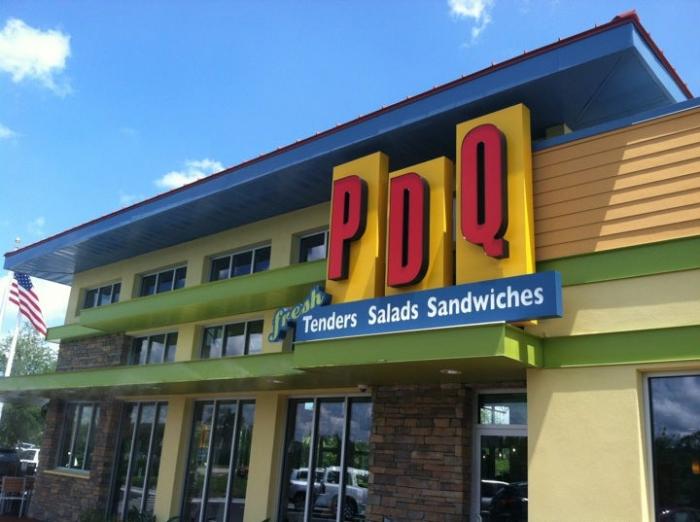 PDQ
fresh
Tenders Salads Sandwiches